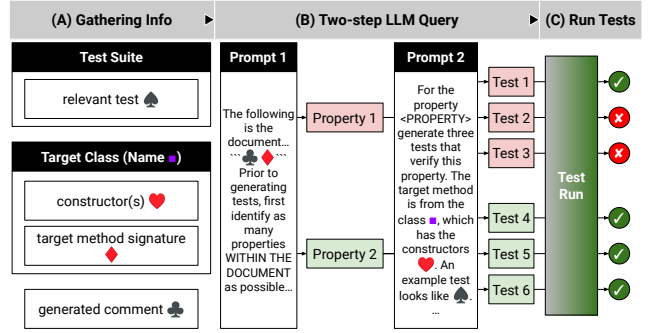 (A) Gathering Info
(B) Two-step LLM Query
(C) Run Tests
Test Suite
relevant test ♠
Target Class (Name ■)
constructor(s) ♥
target method signature
♦
generated comment ♣
Prompt 1
The following
is the
document...
``` ♣ ♦ ```
Prior to
generating
tests, first
identify as
many
properties
WITHIN THE
DOCUMENT
as possible...
Property 1
Property 2
Prompt 2
For the
property
<PROPERTY>
generate three
tests that
verify this
property. The
target method
is from the
class ■, which
has the
constructors
♥. An
example test
looks like ♠.
...
Test 1
Test 2
Test 3
Test 4
Test 5
Test 6
Test
Run
✓
✘
✘
✓
✓
✓